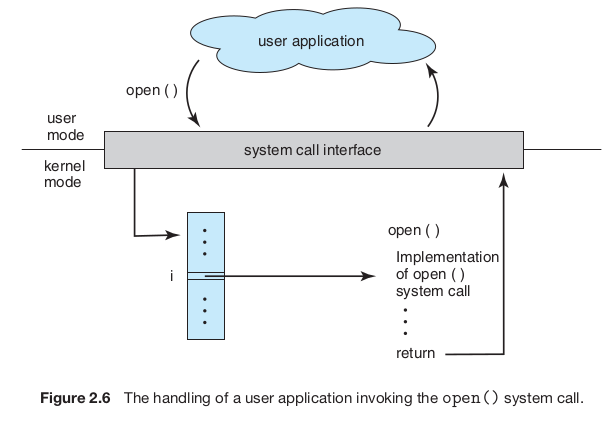 user application
open ( )
user
mode
system call interface
kernel
mode
open ( )
i
Implementation
of open ( )
system call
return
Figure 2.6 The handling of a user application invoking the open() system call.